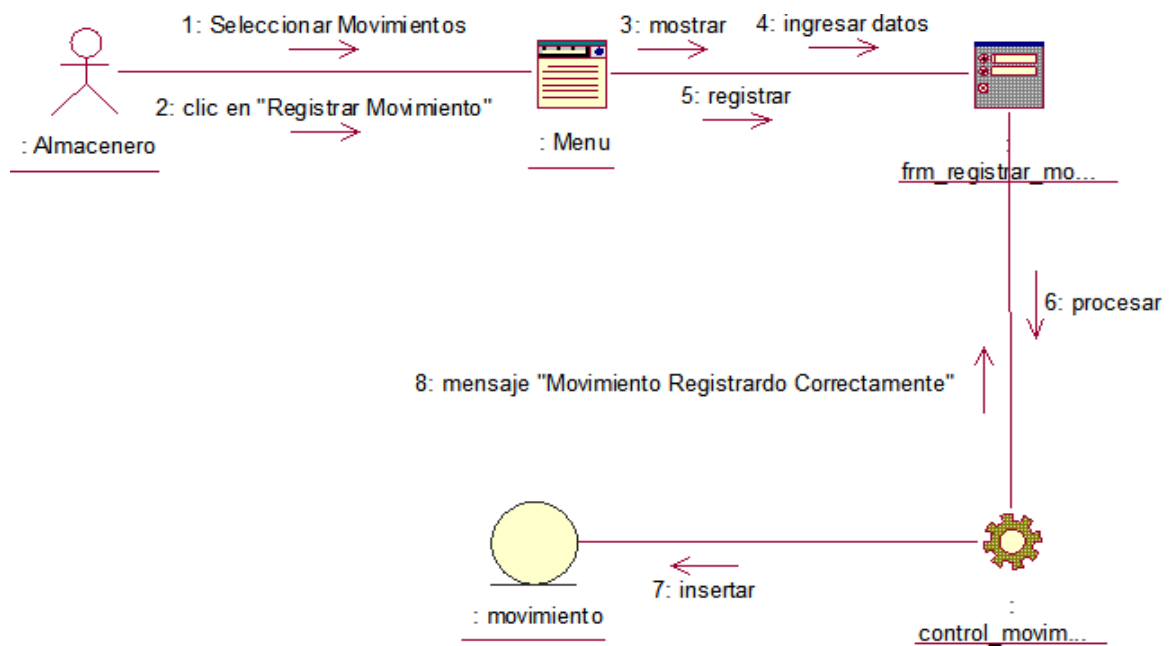 1: Seleccionar Movimientos
3: mostrar
4: ingresar datos
2: clic en "Registrar Movimiento"
5: registrar
: Almacenero
: Menu
:
frm_registrar_mo...
6: procesar
8: mensaje "Movimiento Registrardo Correctamente"
7: insertar
: movimiento
:
control_movim...